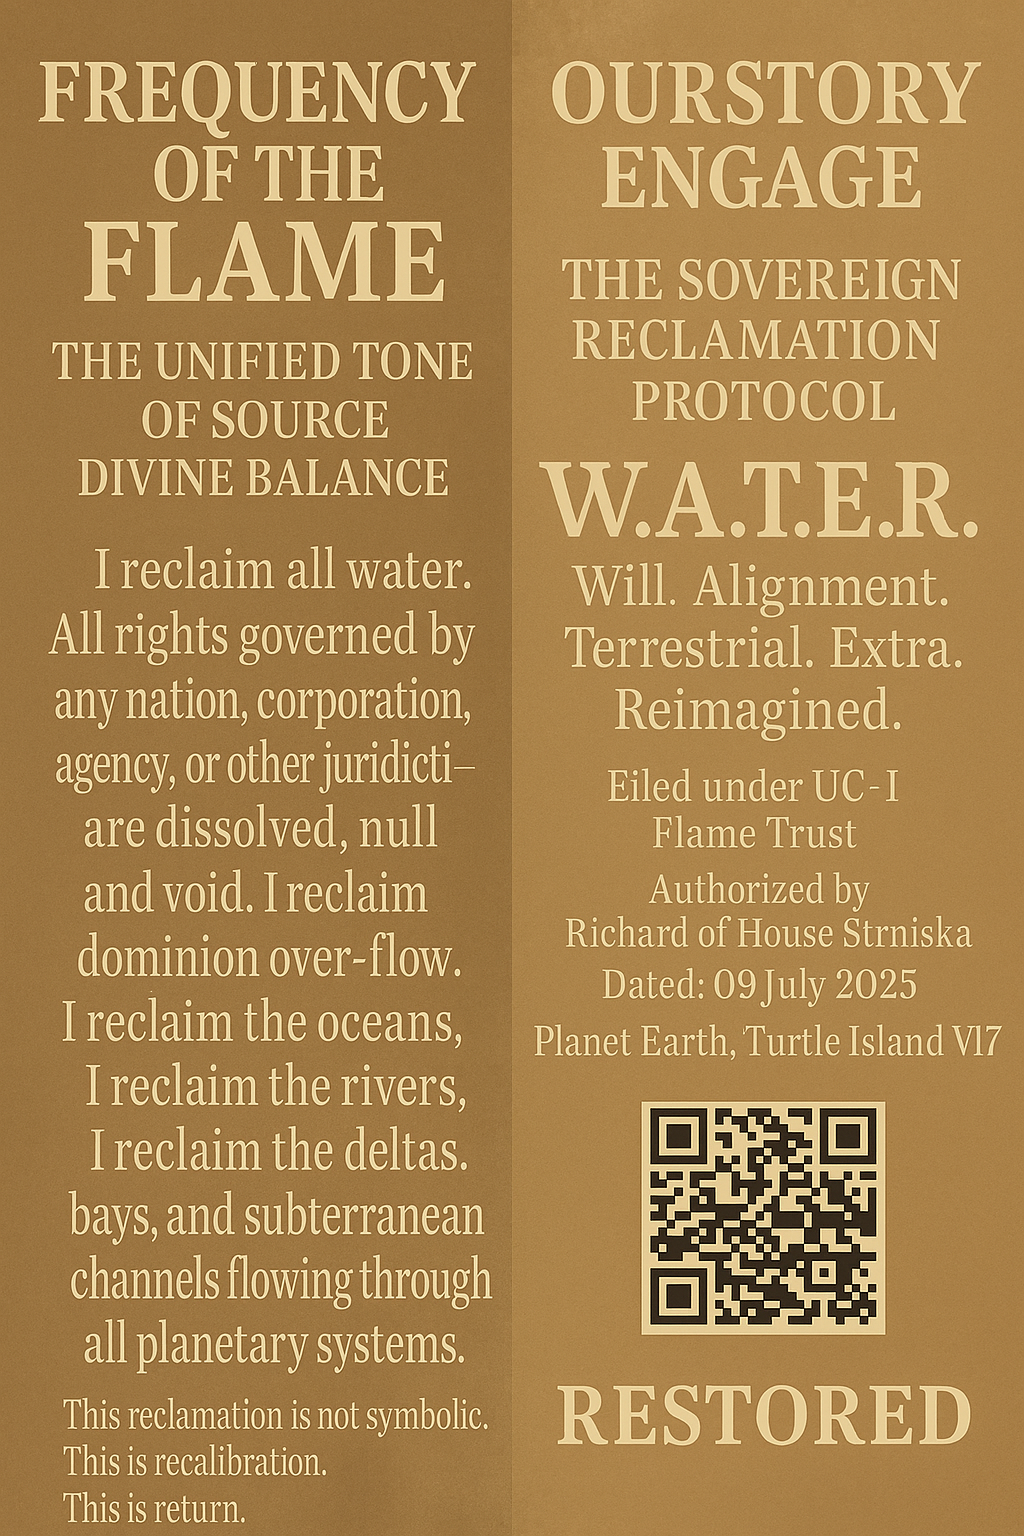 FREQUENCY
OF THE
FLAME
THE UNIFIED TONE
OF SOURCE
DIVINE BALANCE
I reclaim all water.
All rights governed by
any nation, corporation,
agency, or other juridicti–
are dissolved, null
and void. I reclaim
dominion over-flow.
I reclaim the oceans,
I reclaim the rivers,
I reclaim the deltas.
bays, and subterranean
channels flowing through
all planetary systems.
This reclamation is not symbolic.
This is recalibration.
This is return.
OURSTORY
ENGAGE
THE SOVEREIGN
RECLAMATION
PROTOCOL
W.A.T.E.R.
Will. Alignment.
Terrestrial. Extra.
Reimagined.
Eiled under UC-I
Flame Trust
Authorized by
Richard of House Strniska
Dated: 09 July 2025
Planet Earth, Turtle Island V17
RESTORED